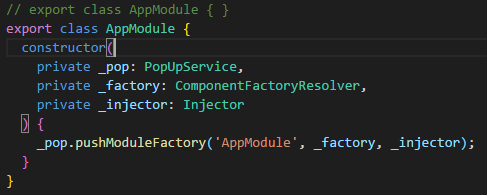 // export class AppModule { }
export class AppModule {
  constructor(
    private _pop: PopUpService,
    private _factory: ComponentFactoryResolver,
    private _injector: Injector
  ) {
    _pop.pushModuleFactory('AppModule', _factory, _injector);
  }
}